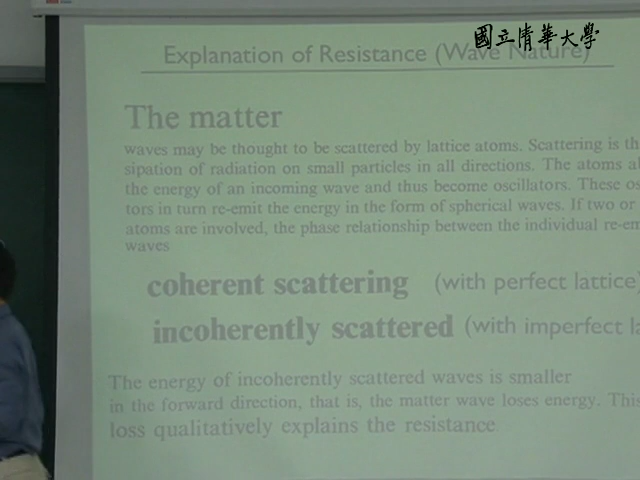 國立清華大學
Explanation of Resistance (Wave Nature)
The matter
waves may be thought to be scattered by lattice atoms. Scattering is th
sipation of radiation on small particles in all directions. The atoms a
the energy of an incoming wave and thus become oscillators. These os
tors in turn re-emit the energy in the form of spherical waves. If two or
atoms are involved, the phase relationship between the individual re-em
waves
coherent scattering (with perfect lattice)
incoherently scattered (with imperfect la
The energy of incoherently scattered waves is smaller
in the forward direction, that is, the matter wave loses energy. This
loss qualitatively explains the resistance